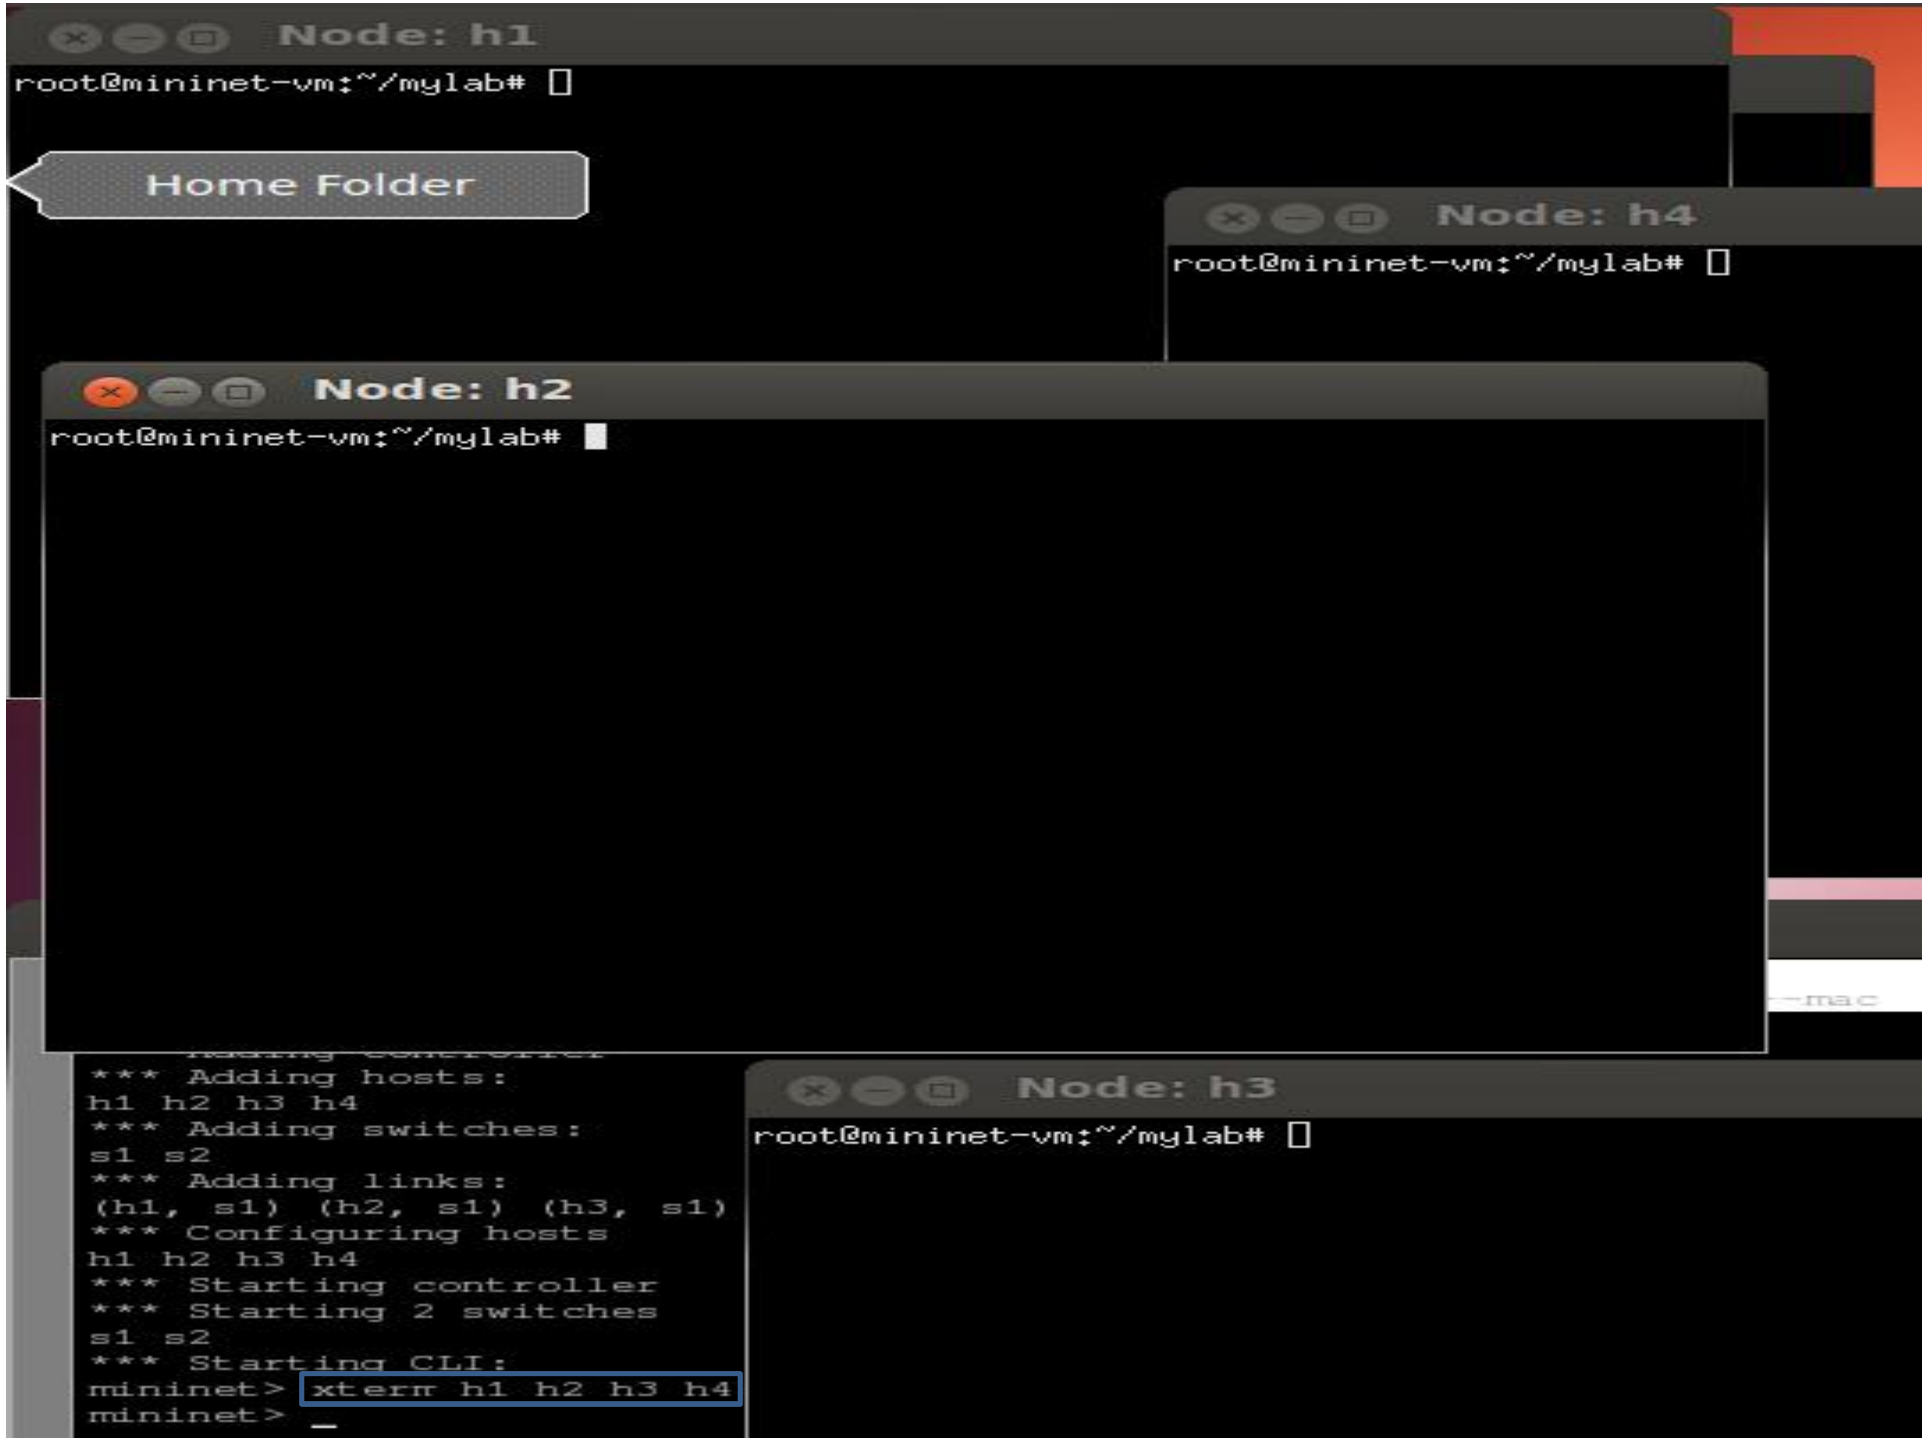 Node: h1
root@mininet-vm:~/mylab#
Home Folder
Node: h4
root@mininet-vm:~/mylab#
Node: h2
root@mininet-vm:~/mylab#
--mac
Adding controller
*** Adding hosts:
h1 h2 h3 h4
*** Adding switches:
s1 s2
*** Adding links:
(h1, s1) (h2, s1) (h3, s1)
*** Configuring hosts
h1 h2 h3 h4
*** Starting controller
*** Starting 2 switches
s1 s2
*** Starting CLI:
mininet> xterm h1 h2 h3 h4
mininet> _
Node: h3
root@mininet-vm:~/mylab#